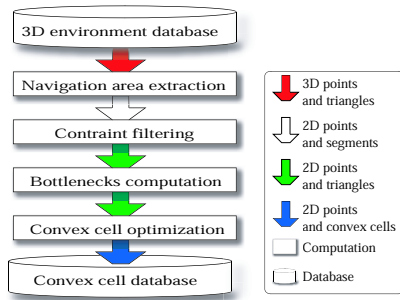 3D environment database
Navigation area extraction
Contraint filtering
Bottlenecks computation
Convex cell optimization
Convex cell database
3D points
and triangles
2D points
and segments
2D points
and triangles
2D points
and convex cells
Computation
Database